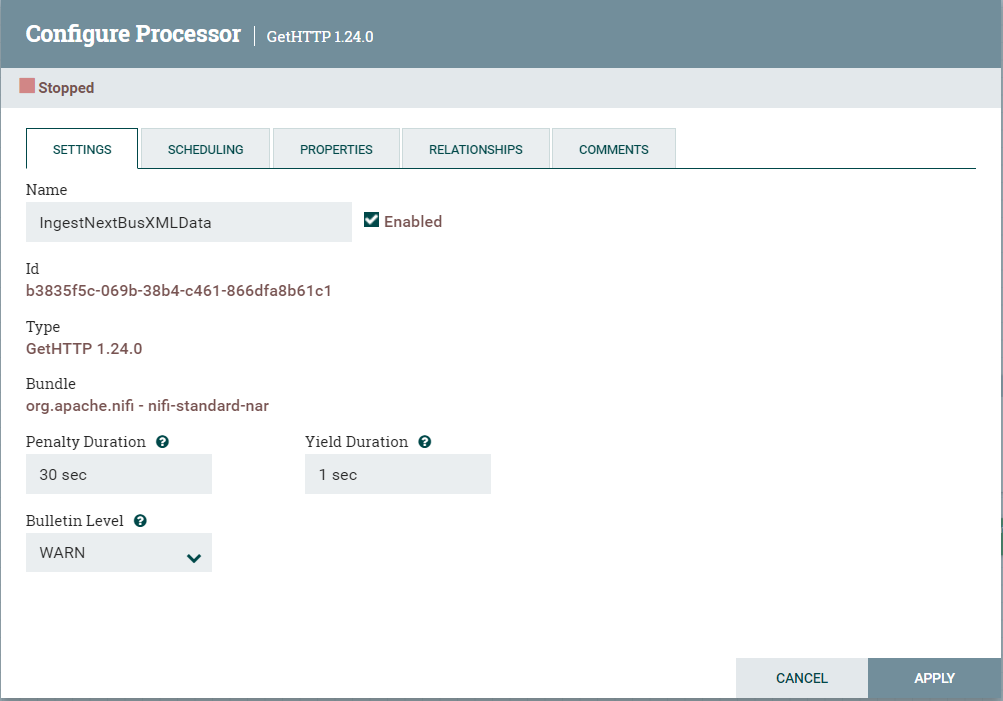 Configure Processor | GetHTTP 1.24.0
Stopped
SETTINGS SCHEDULING PROPERTIES RELATIONSHIPS COMMENTS
Name
IngestNextBusXMLData Enabled
Id
b3835f5c-069b-38b4-c461-866dfa8b61c1
Type
GetHTTP 1.24.0
Bundle
org.apache.nifi - nifi-standard-nar
Penalty Duration ? Yield Duration ?
30 sec 1 sec
Bulletin Level ?
WARN
CANCEL APPLY